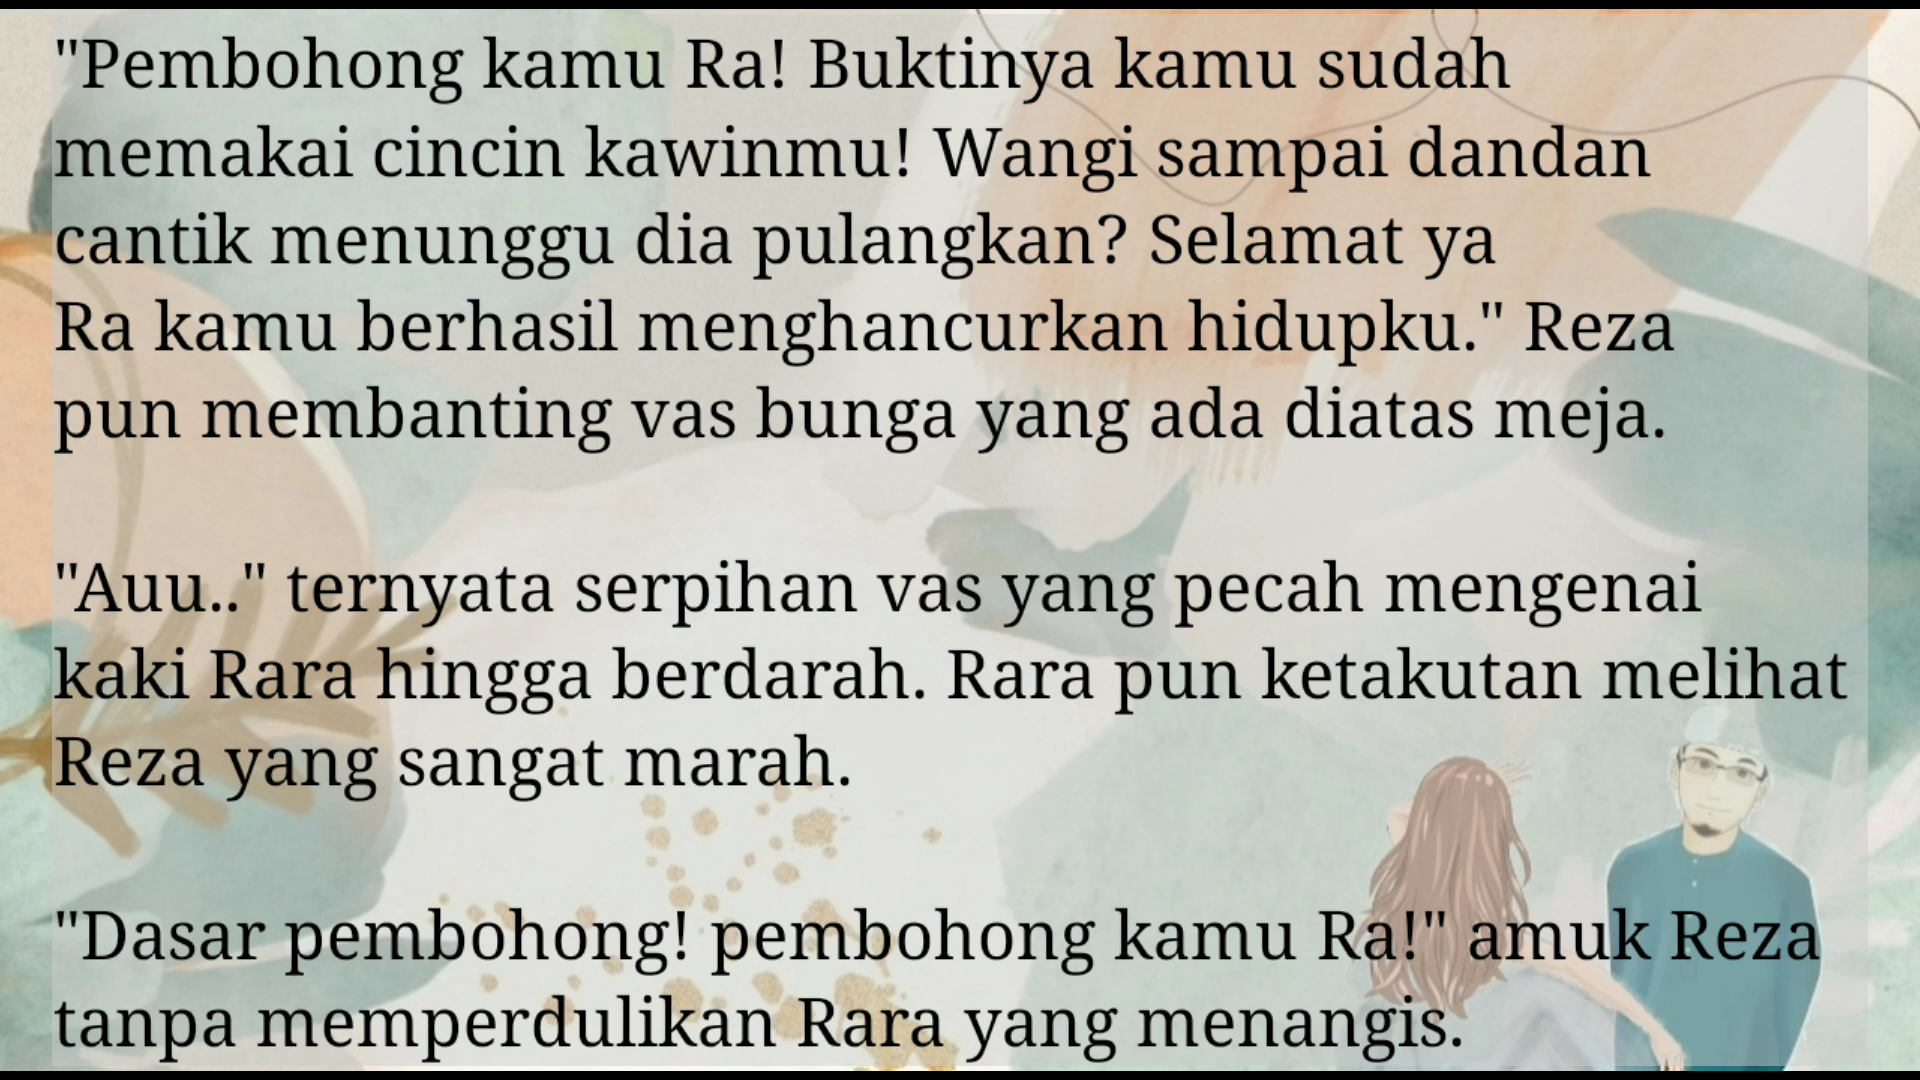 "Pembohong kamu Ra! Buktinya kamu sudah
memakai cincin kawinmu! Wangi sampai dandan
cantik menunggu dia pulangkan? Selamat ya
Ra kamu berhasil menghancurkan hidupku." Reza
pun membanting vas bunga yang ada diatas meja.
"Auu.." ternyata serpihan vas yang pecah mengenai
kaki Rara hingga berdarah. Rara pun ketakutan melihat
Reza yang sangat marah.
"Dasar pembohong! pembohong kamu Ra!" amuk Reza
tanpa memperdulikan Rara yang menangis.